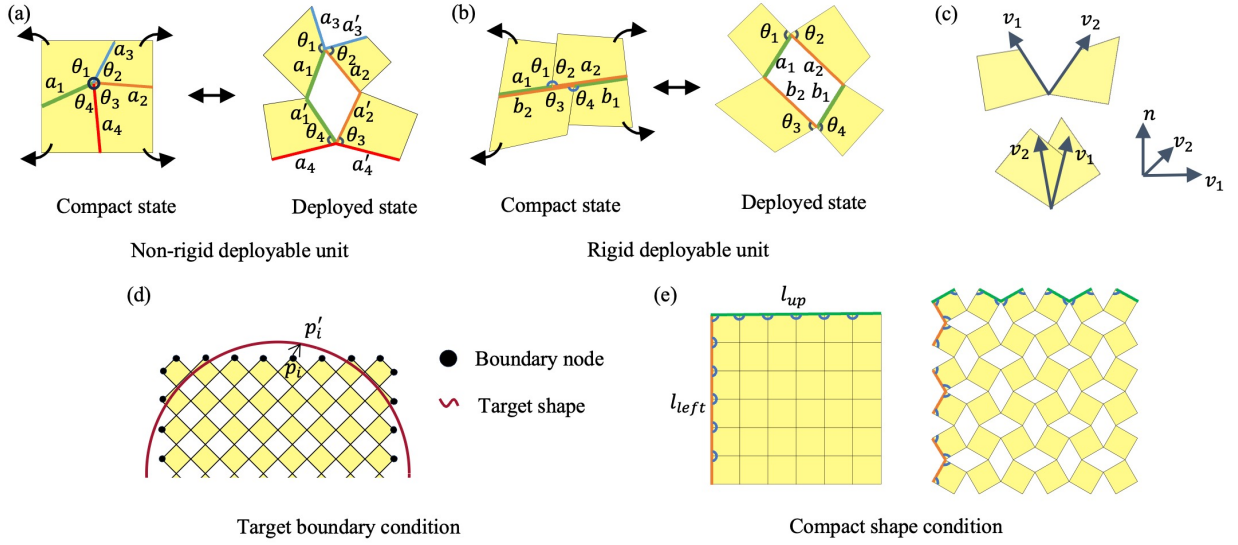 (a)
a₁ θ₁ a₃ θ₂ a₂ θ₃ θ₄ a₄
a₃ a₃′ θ₁ θ₂ a₁ a₂ a₁′ a₂′ θ₄ θ₃ a₄ a₄′
Compact state
Deployed state
Non-rigid deployable unit
(b)
a₁ θ₁ θ₂ a₂ b₂ θ₃ θ₄ b₁
θ₁ θ₂ a₁ a₂ b₂ b₁ θ₃ θ₄
Compact state
Deployed state
Rigid deployable unit
(c)
v₁ v₂
v₂ v₁
n
v₂
v₁
(d)
p′ᵢ
pᵢ
Boundary node
Target shape
Target boundary condition
(e)
l_up
l_left
Compact shape condition